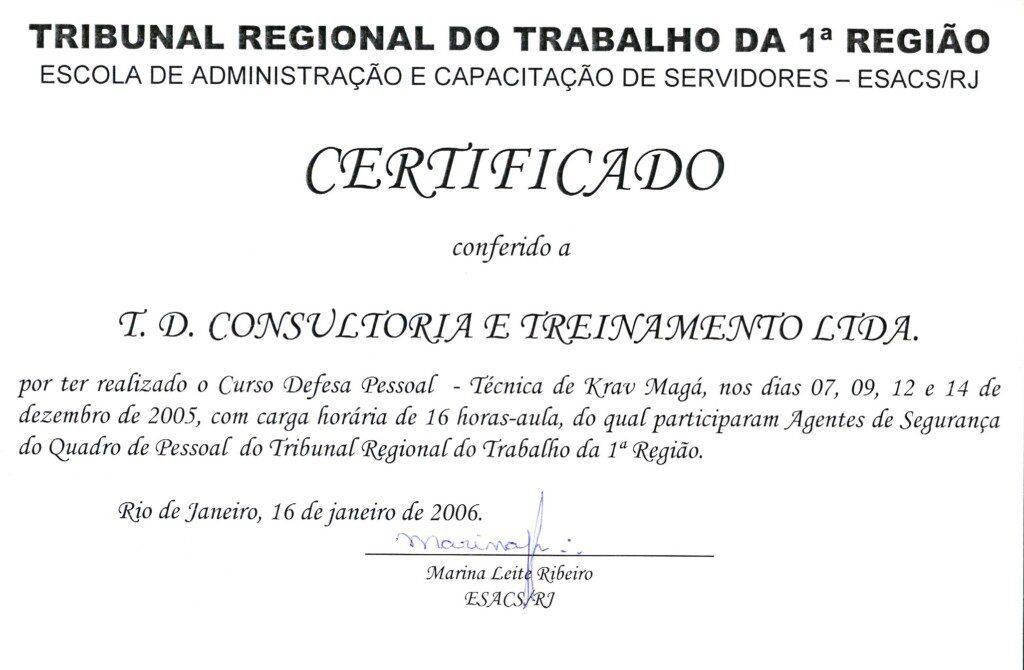 TRIBUNAL REGIONAL DO TRABALHO DA 1ª REGIÃO
ESCOLA DE ADMINISTRAÇÃO E CAPACITAÇÃO DE SERVIDORES – ESACS/RJ
CERTIFICADO
conferido a
T. D. CONSULTORIA E TREINAMENTO LTDA.
por ter realizado o Curso Defesa Pessoal - Técnica de Krav Magá, nos dias 07, 09, 12 e 14 de
dezembro de 2005, com carga horária de 16 horas-aula, do qual participaram Agentes de Segurança
do Quadro de Pessoal do Tribunal Regional do Trabalho da 1ª Região.
Rio de Janeiro, 16 de janeiro de 2006.
Marina Leite Ribeiro
ESACS/RJ